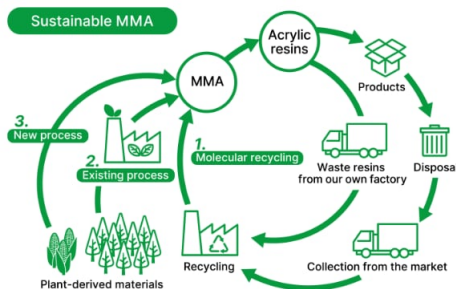 Sustainable MMA
Acrylic
resins
MMA
Products
3.
New process
2.
Existing process
1.
Molecular recycling
Waste resins
from our own factory
Disposa
Recycling
Collection from the market
Plant-derived materials